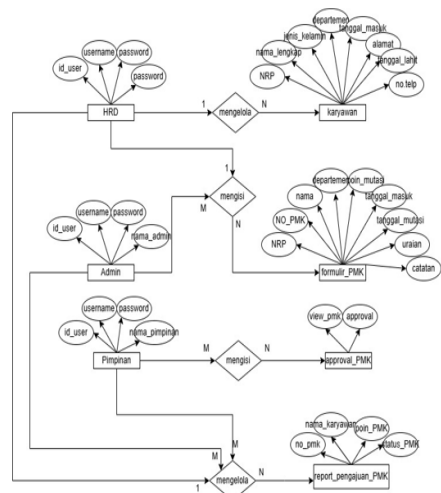 departemen
jenis_kelamin
tanggal_masuk
username
password
nama_lengkap
alamat
id_user
password
tanggal_lahit
NRP
no.telp
HRD
1
mengelola
N
karyawan
1
mengisi
M
N
departemen
poin_mutasi
nama
tanggal_masuk
username
password
NO_PMK
tanggal_mutasi
id_user
nama_admin
NRP
uraian
catatan
Admin
formulir_PMK
username
password
view_pmk
approval
id_user
nama_pimpinan
Pimpinan
M
mengisi
N
approval_PMK
nama_karyawan
poin_PMK
no_pmk
status_PMK
M
M
mengelola
N
1
report_pengajuan_PMK